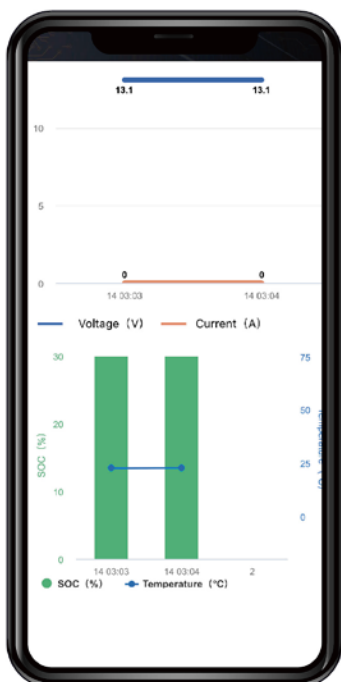 13.1 13.1
10
5
0 0
0
14 03:03 14 03:04
Voltage (V) Current (A)
30 75
20 50
SOC (%)
Temperature (°C)
10 25
0
0
14 03:03 14 03:04 2
SOC (%) Temperature (°C)